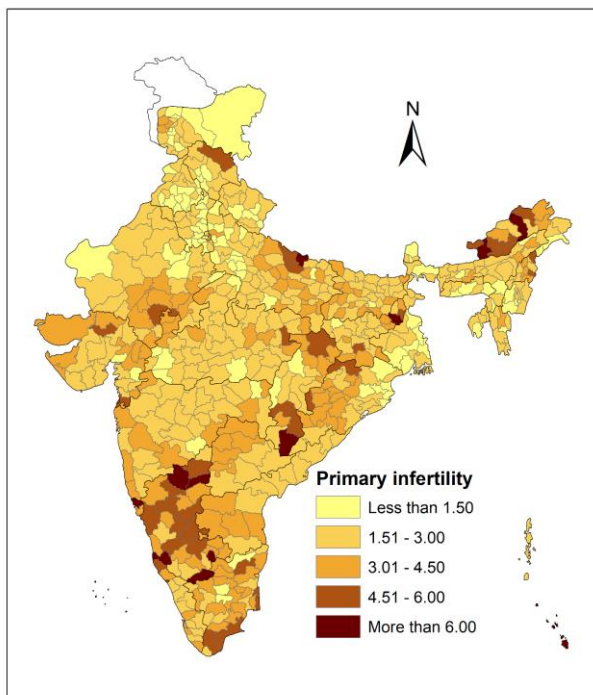 N
Primary infertility
Less than 1.50
1.51 - 3.00
3.01 - 4.50
4.51 - 6.00
More than 6.00